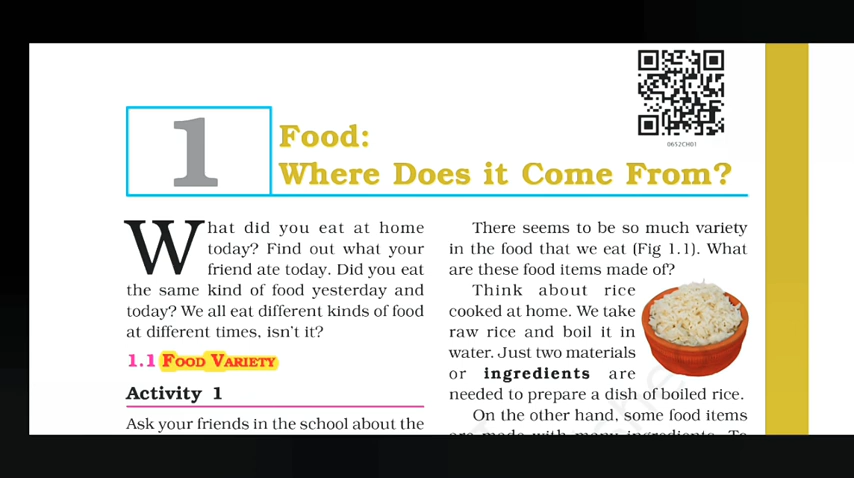 0652CH01
1
Food:
Where Does it Come From?
What did you eat at home
today? Find out what your
friend ate today. Did you eat
the same kind of food yesterday and
today? We all eat different kinds of food
at different times, isn't it?
1.1 FOOD VARIETY
Activity 1
Ask your friends in the school about the
There seems to be so much variety
in the food that we eat (Fig 1.1). What
are these food items made of?
Think about rice
cooked at home. We take
raw rice and boil it in
water. Just two materials
or ingredients are
needed to prepare a dish of boiled rice.
On the other hand, some food items
are made with many ingredients. To